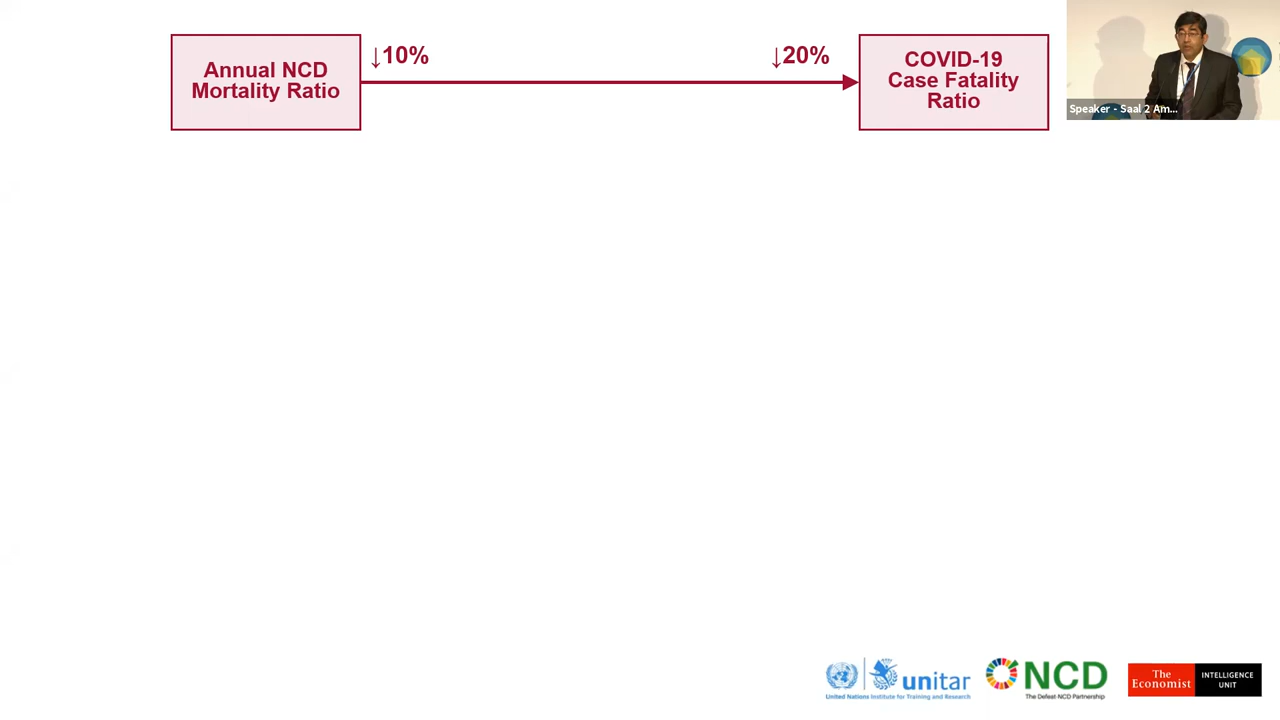 Annual NCD
Mortality Ratio
↓10%
↓20%
COVID-19
Case Fatality
Ratio
Speaker - Saal 2 Am...
unitar
United Nations Institute for Training and Research
NCD
The Defeat NCD Partnership
The
Economist
INTELLIGENCE
UNIT